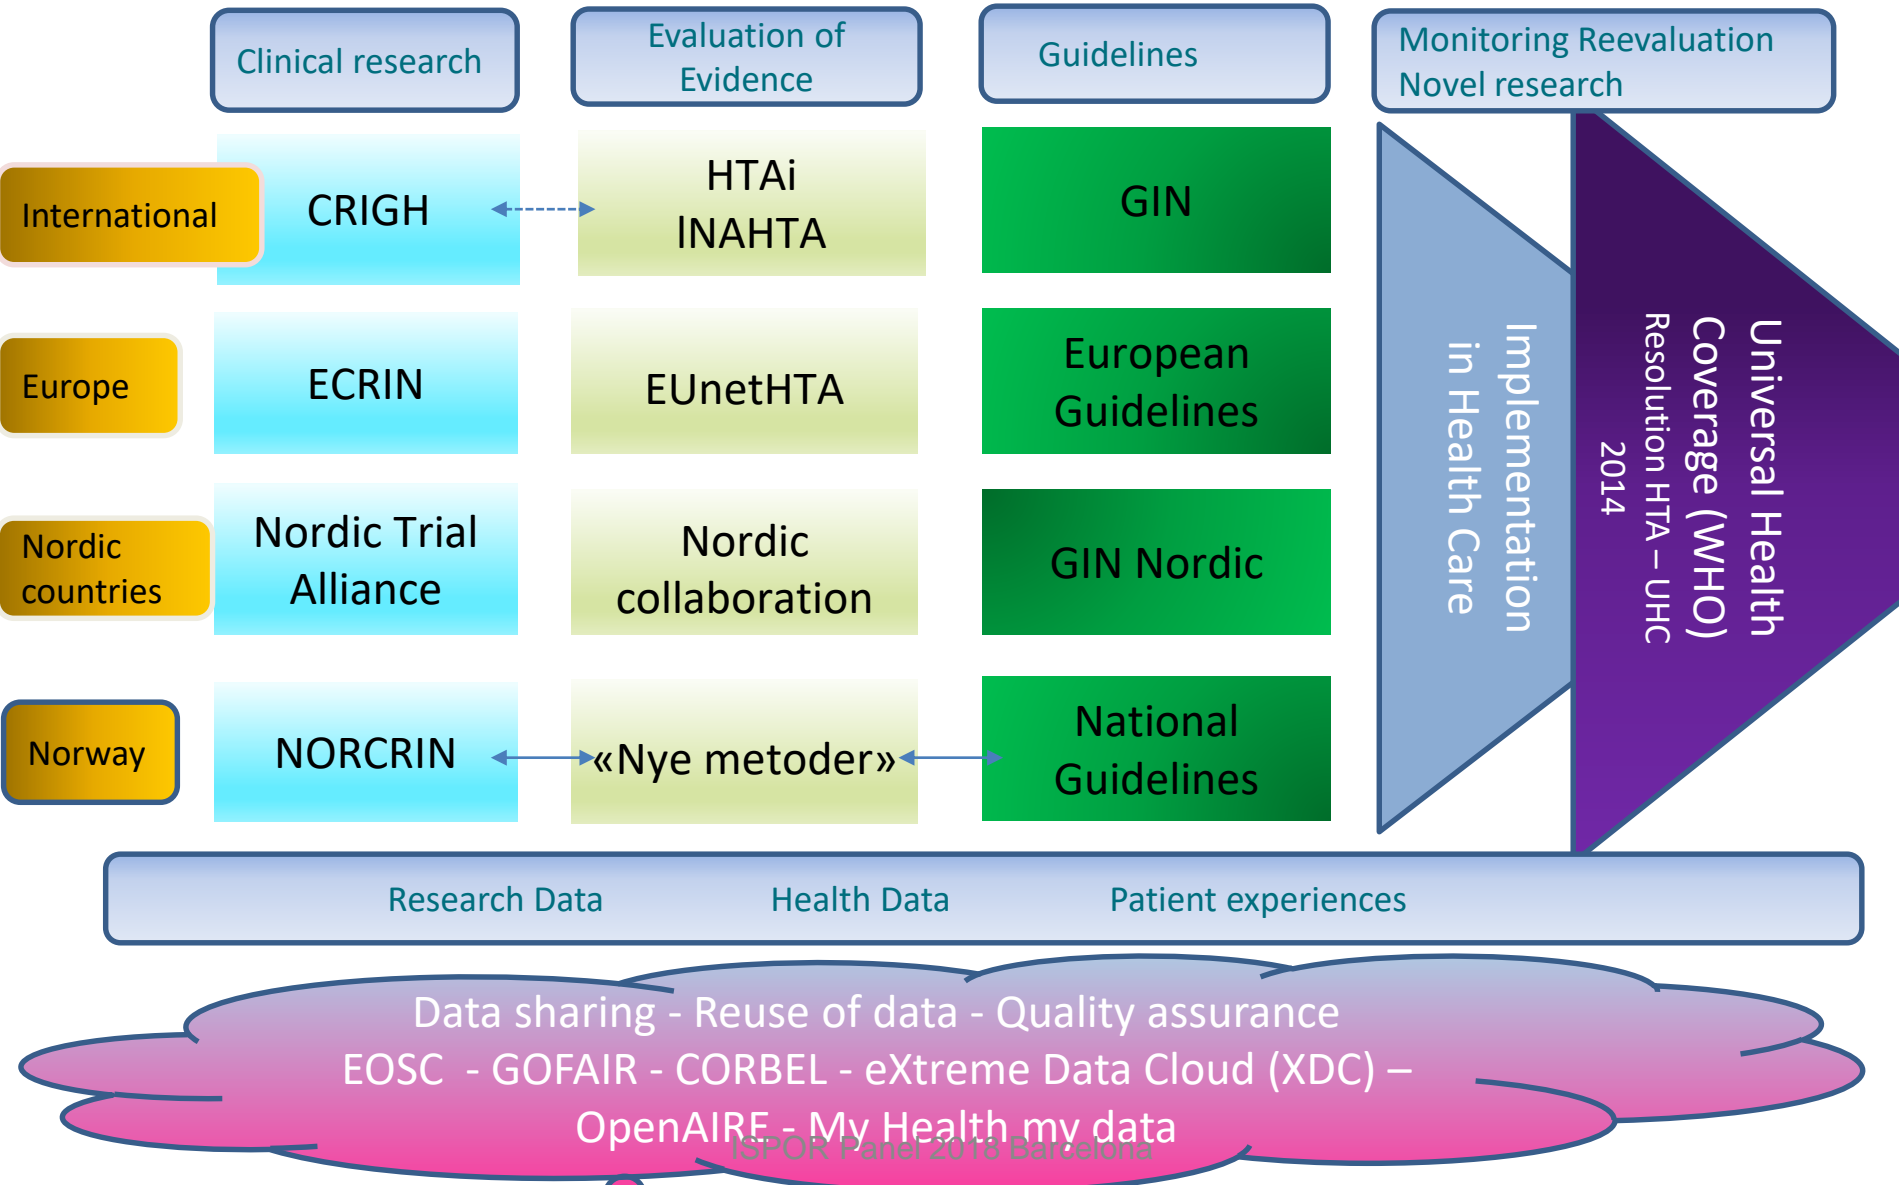 Clinical research
Evaluation of
Evidence
Guidelines
Monitoring Reevaluation
Novel research
International
CRIGH
HTAi
INAHTA
GIN
Europe
ECRIN
EUnetHTA
European
Guidelines
Nordic
countries
Nordic Trial
Alliance
Nordic
collaboration
GIN Nordic
Norway
NORCRIN
«Nye metoder»
National
Guidelines
Implementation
in Health Care
Universal Health
Coverage (WHO)
Resolution HTA – UHC
2014
Research Data
Health Data
Patient experiences
Data sharing - Reuse of data - Quality assurance
EOSC - GOFAIR - CORBEL - eXtreme Data Cloud (XDC) –
OpenAIRE - My Health my data
ISPOR Panel 2018 Barcelona